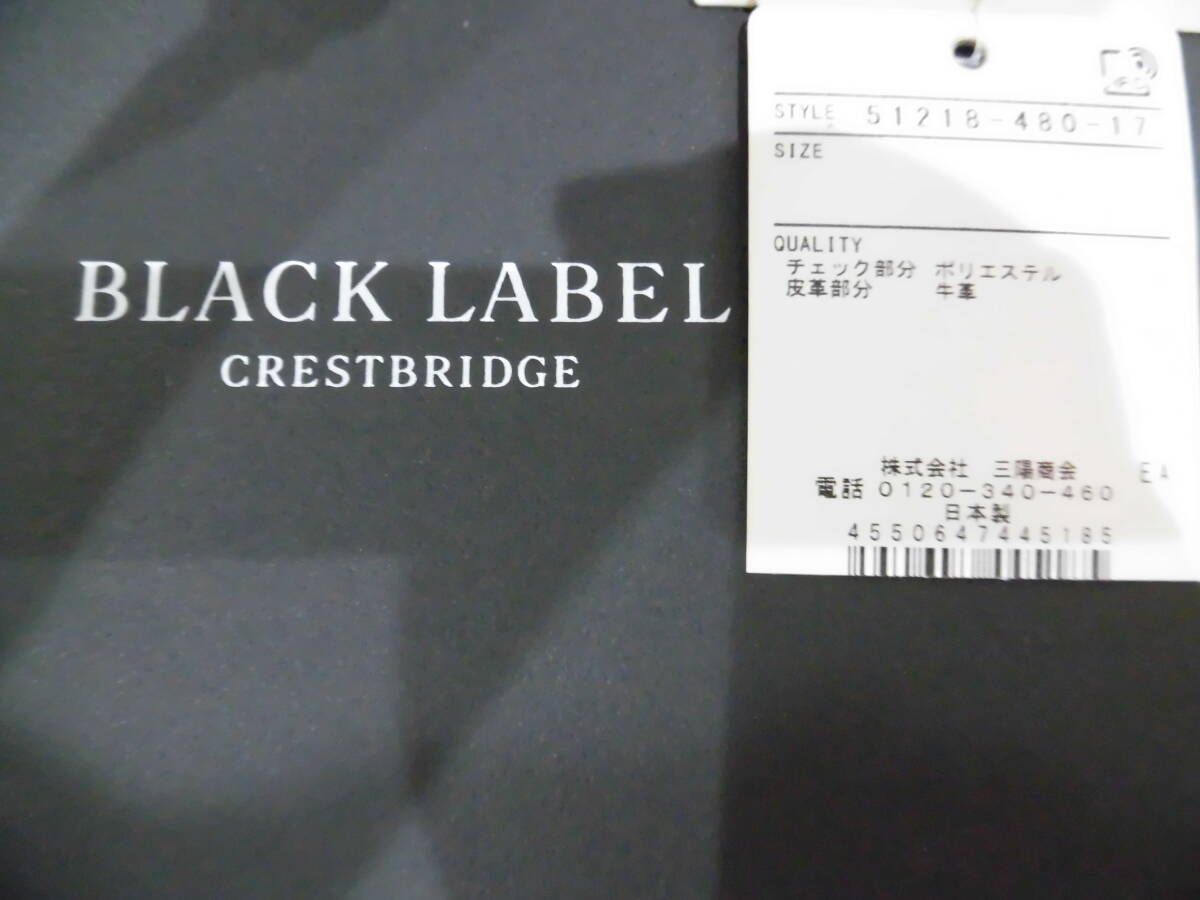 BLACK LABEL
CRESTBRIDGE
STYLE 51218-480-17
SIZE
QUALITY
チェック部分 ポリエステル
皮革部分 牛革
株式会社 三陽商会 EA
電話 0120-340-460
日本製
4550647445185